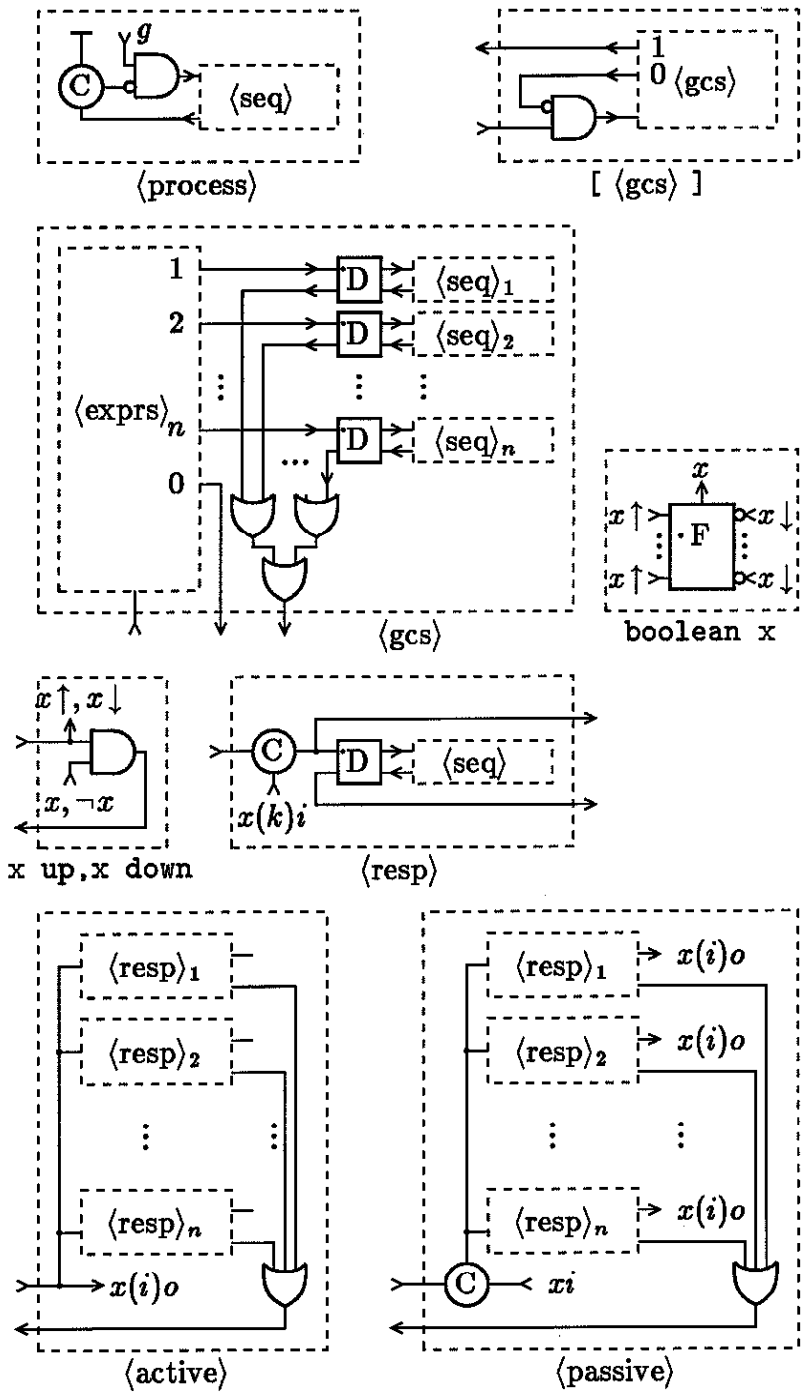 g
C
⟨seq⟩
⟨process⟩
1
0 ⟨gcs⟩
[ ⟨gcs⟩ ]
1
D
⟨seq⟩1
2
D
⟨seq⟩2
⋮ ⋮ ⋮
⟨exprs⟩
n
D
⟨seq⟩n
...
0
⟨gcs⟩
x
x↑ F x↓
⋮ ⋮
x↑ x↓
boolean x
x↑, x↓
x, ¬x
x up,x down
C
D
⟨seq⟩
x(k)i
⟨resp⟩
⟨resp⟩1
⟨resp⟩2
⋮ ⋮
⟨resp⟩n
x(i)o
⟨active⟩
⟨resp⟩1 x(i)o
⟨resp⟩2 x(i)o
⋮ ⋮
⟨resp⟩n x(i)o
C xi
⟨passive⟩